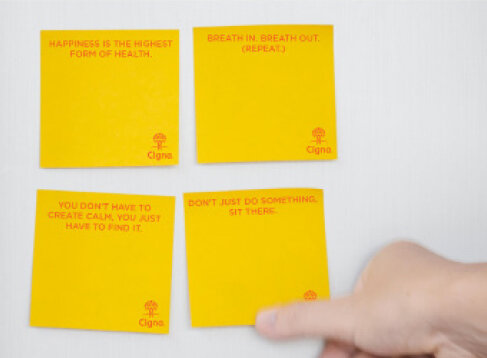 HAPPINESS IS THE HIGHEST
FORM OF HEALTH.
Cigna.
BREATH IN. BREATH OUT.
(REPEAT.)
Cigna.
YOU DON'T HAVE TO
CREATE CALM, YOU JUST
HAVE TO FIND IT.
Cigna.
DON'T JUST DO SOMETHING,
SIT THERE.